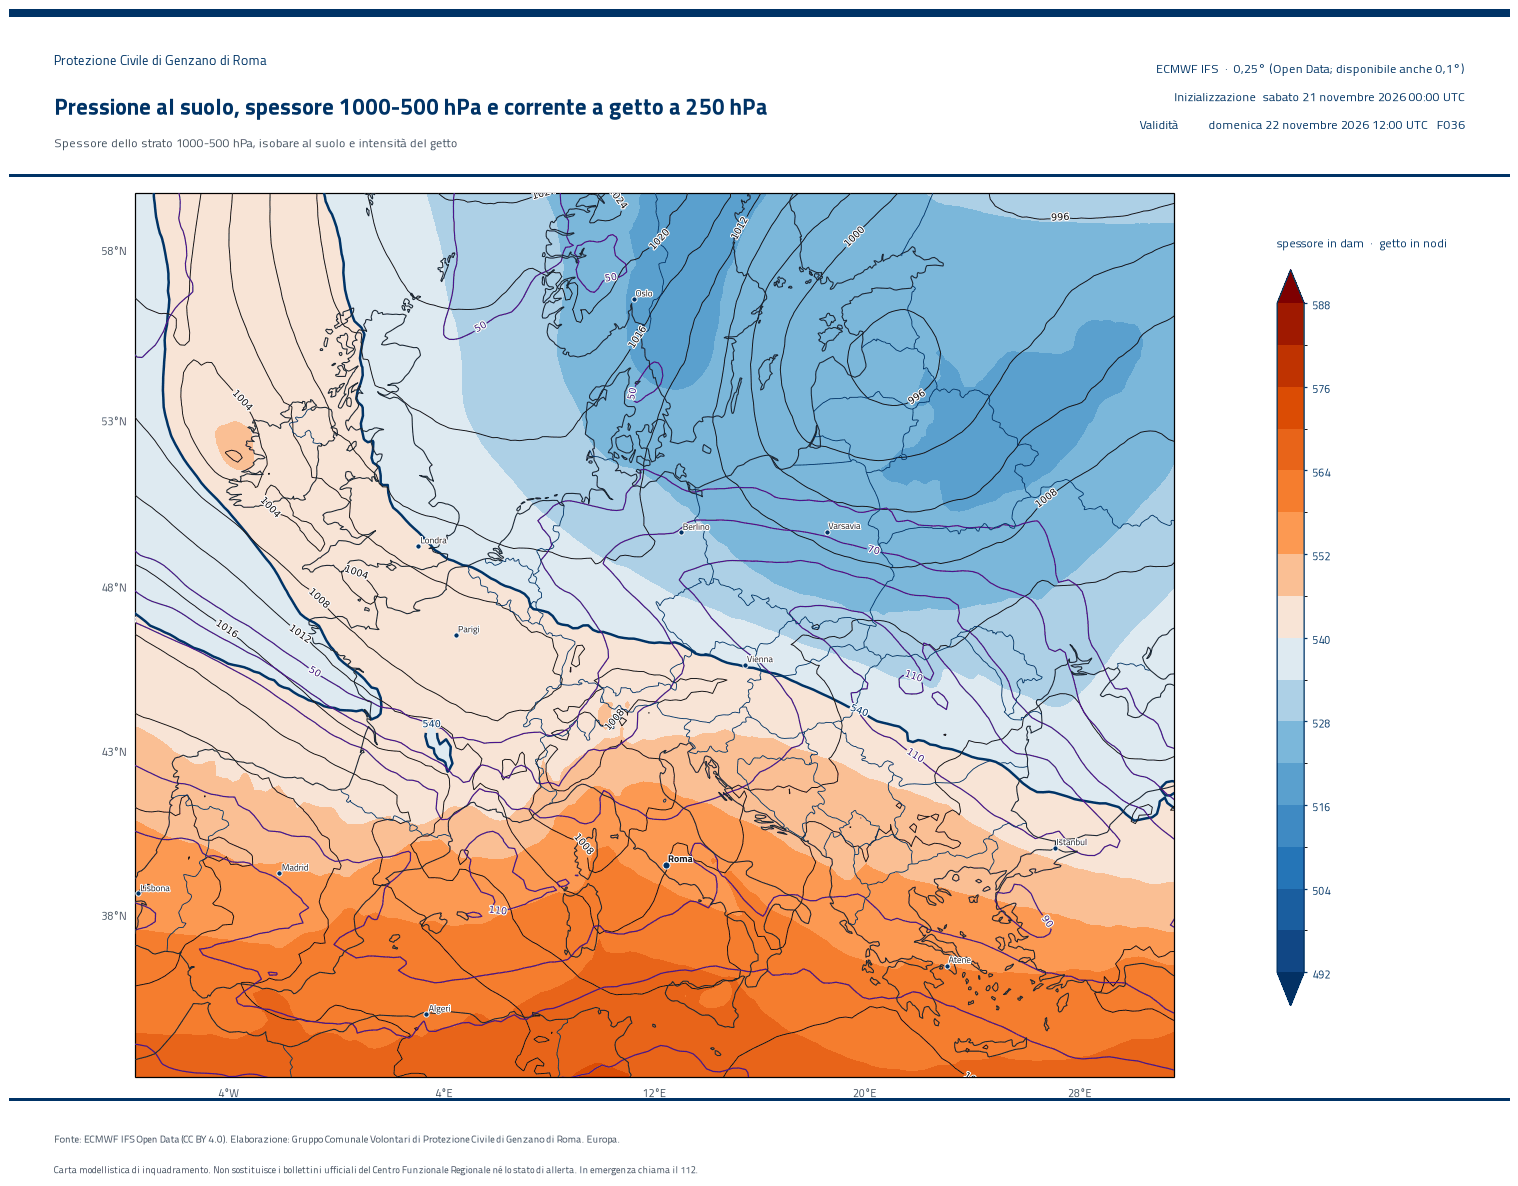 Protezione Civile di Genzano di Roma
Pressione al suolo, spessore 1000-500 hPa e corrente a getto a 250 hPa
Spessore dello strato 1000-500 hPa, isobare al suolo e intensità del getto
ECMWF IFS · 0,25° (Open Data; disponibile anche 0,1°)
Inizializzazione sabato 21 novembre 2026 00:00 UTC
Validità domenica 22 novembre 2026 12:00 UTC F036
spessore in dam · getto in nodi
588
576
564
552
540
528
516
504
492
58°N
53°N
48°N
43°N
38°N
4°W
4°E
12°E
20°E
28°E
1024
1020
1012
1000
996
50
Oslo
50
1016
50
996
1004
1004
1008
Londra
Berlino
Varsavia
70
1004
1008
1016
1012
Parigi
50
Vienna
110
540
540
1008
110
1008
Roma
Istanbul
Madrid
Lisbona
110
90
Atene
Algeri
Fonte: ECMWF IFS Open Data (CC BY 4.0). Elaborazione: Gruppo Comunale Volontari di Protezione Civile di Genzano di Roma. Europa.
Carta modellistica di inquadramento. Non sostituisce i bollettini ufficiali del Centro Funzionale Regionale né lo stato di allerta. In emergenza chiama il 112.